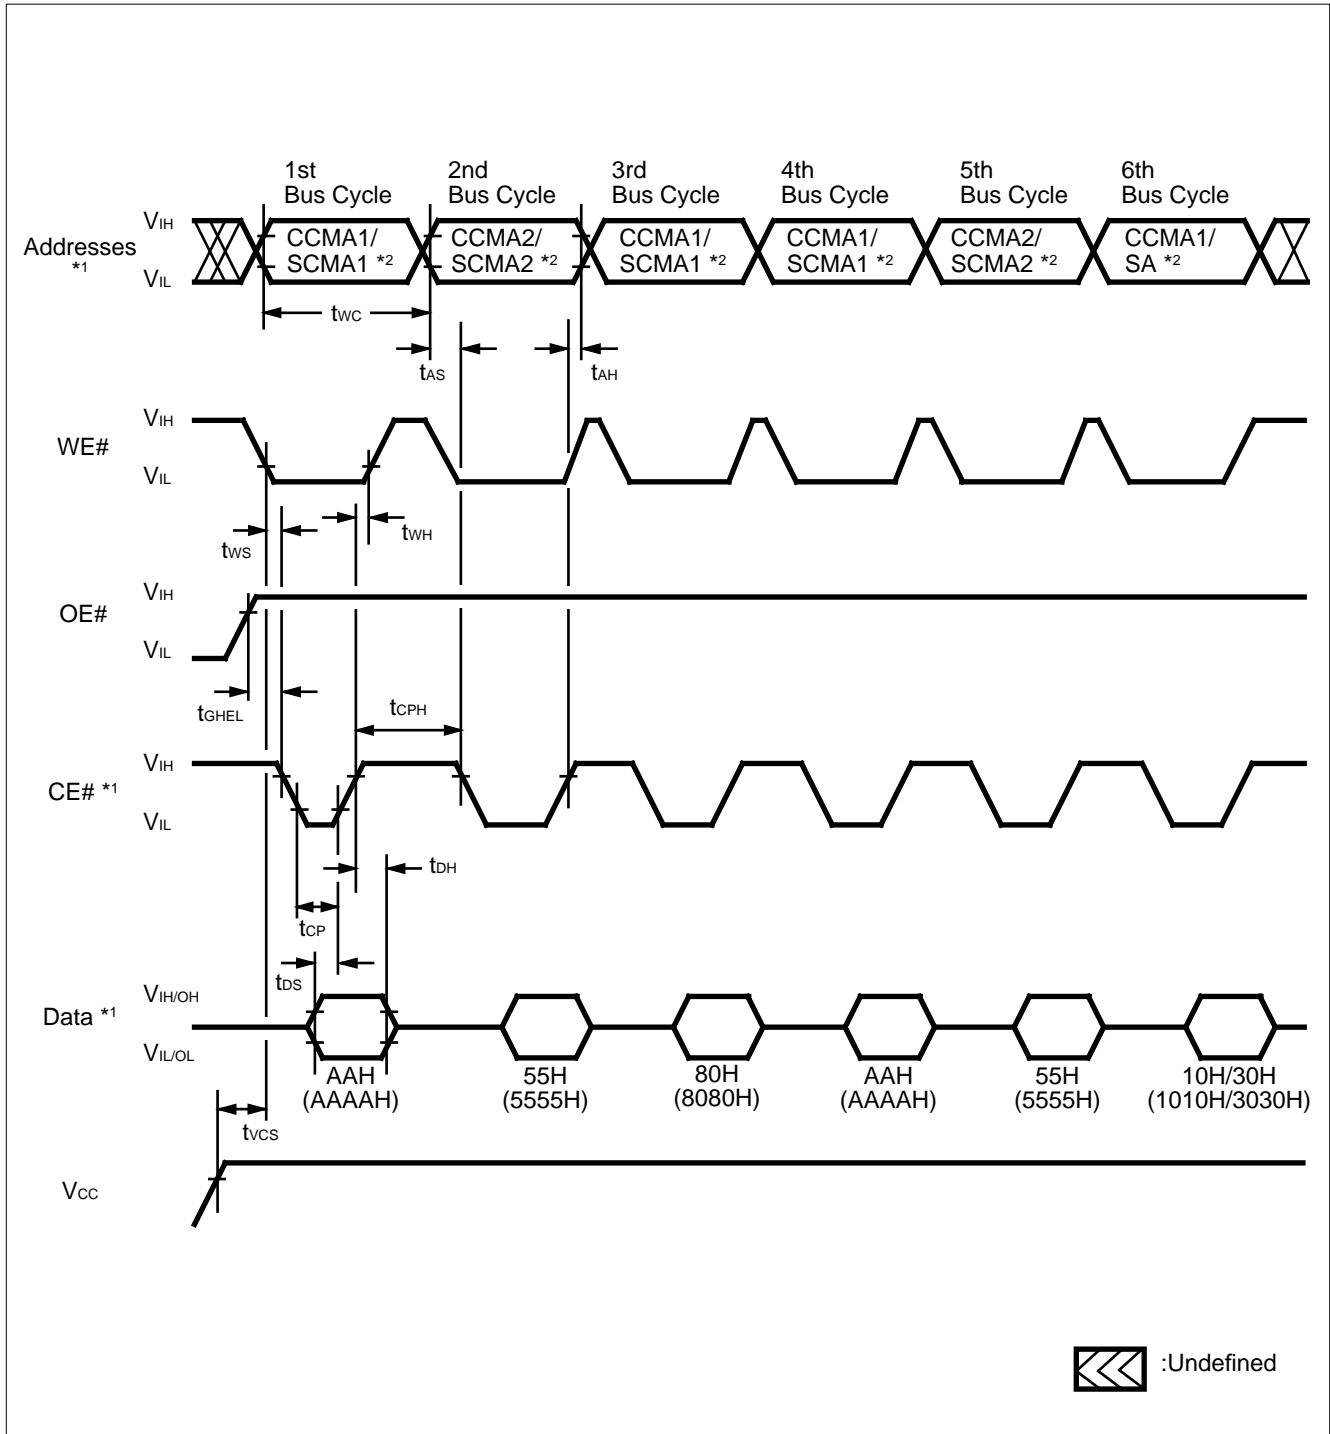 1st
Bus Cycle
2nd
Bus Cycle
3rd
Bus Cycle
4th
Bus Cycle
5th
Bus Cycle
6th
Bus Cycle
Addresses
*1
VIH
VIL
CCMA1/
SCMA1 *2
CCMA2/
SCMA2 *2
CCMA1/
SCMA1 *2
CCMA1/
SCMA1 *2
CCMA2/
SCMA2 *2
CCMA1/
SA *2
tWC
tAS
tAH
WE#
VIH
VIL
tWS
tWH
OE#
VIH
VIL
tGHEL
tCPH
CE# *1
VIH
VIL
tDH
tCP
tDS
Data *1
VIH/OH
VIL/OL
AAH
(AAAAH)
55H
(5555H)
80H
(8080H)
AAH
(AAAAH)
55H
(5555H)
10H/30H
(1010H/3030H)
tVCS
VCC
:Undefined